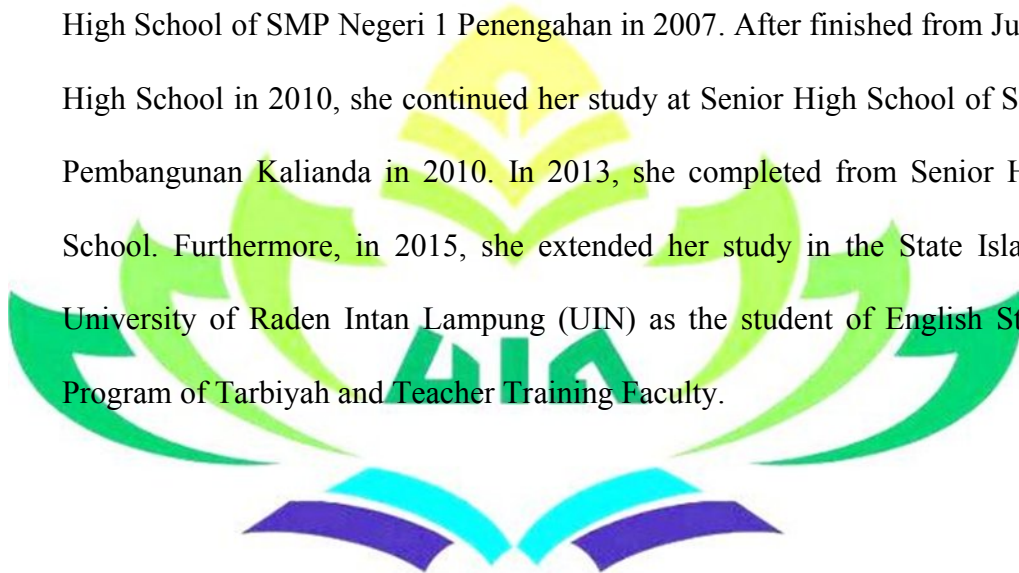 High School of SMP Negeri 1 Penengahan in 2007. After finished from Ju
High School in 2010, she continued her study at Senior High School of S
Pembangunan Kalianda in 2010. In 2013, she completed from Senior H
School. Furthermore, in 2015, she extended her study in the State Isla
University of Raden Intan Lampung (UIN) as the student of English St
UIN
Program of Tarbiyah and Teacher Training Faculty.